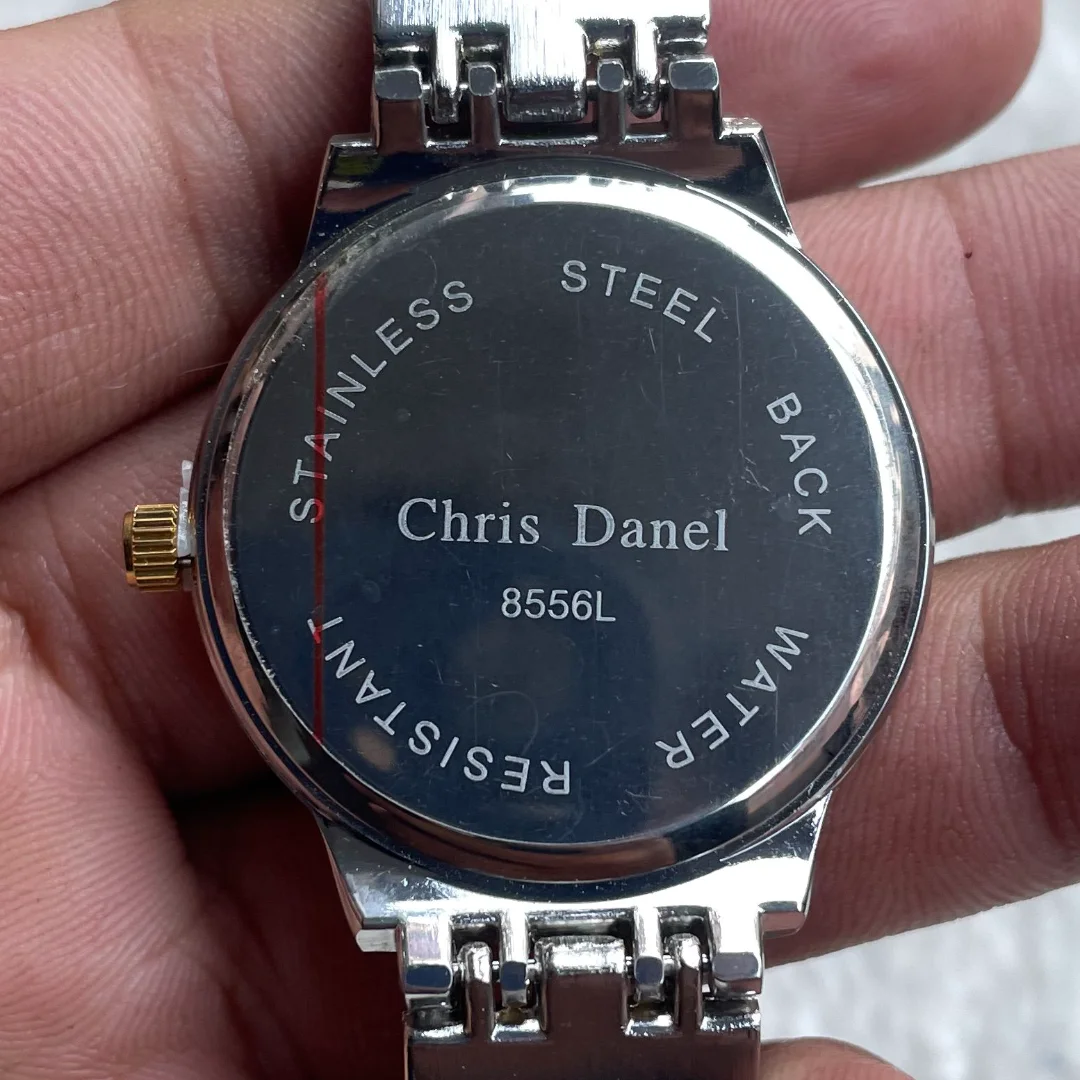 STAINLESS STEEL BACK
Chris Danel
8556L
WATER RESISTANT